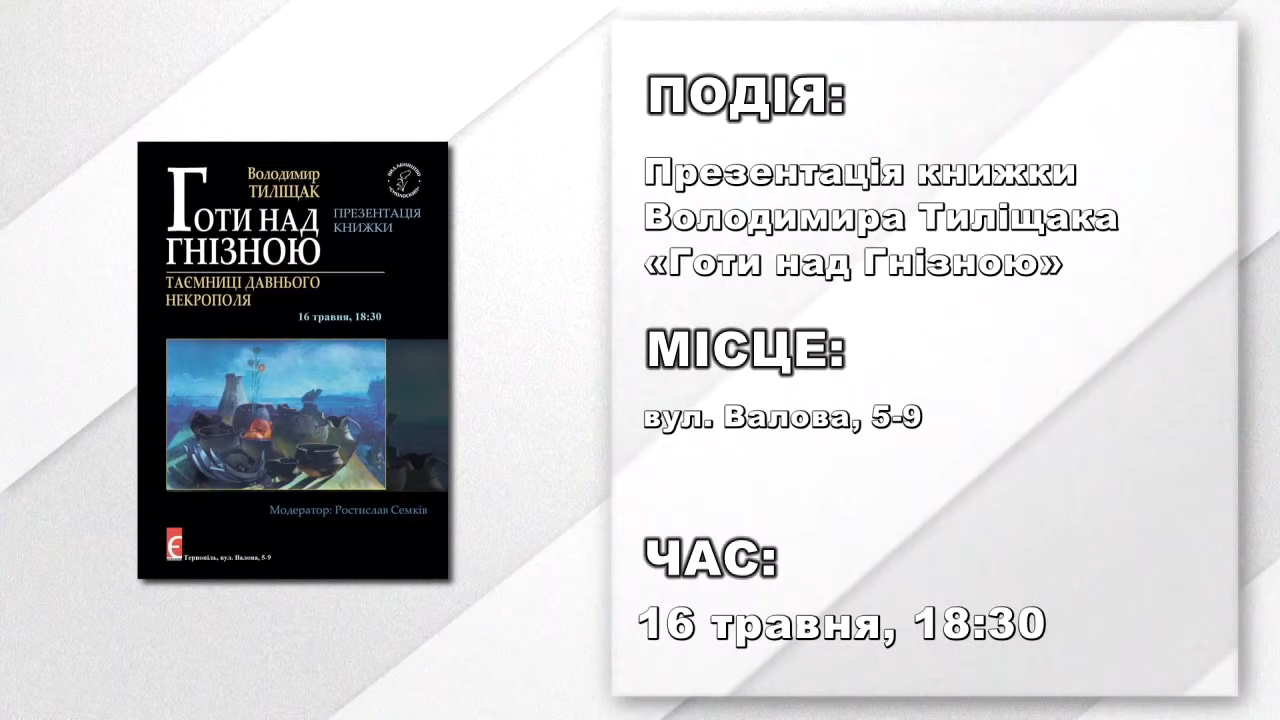 Володимир
ТИЛІЩАК
ГОТИ НАД
ГНІЗНОЮ
ПРЕЗЕНТАЦІЯ
КНИЖКИ
ТАЄМНИЦІ ДАВНЬОГО
НЕКРОПОЛЯ
16 травня, 18:30
Модератор: Ростислав Семків
Є
Тернопіль, вул. Валова, 5-9
ПОДІЯ:
Презентація книжки
Володимира Тиліщака
«Готи над Гнізною»
МІСЦЕ:
вул. Валова, 5-9
ЧАС:
16 травня, 18:30